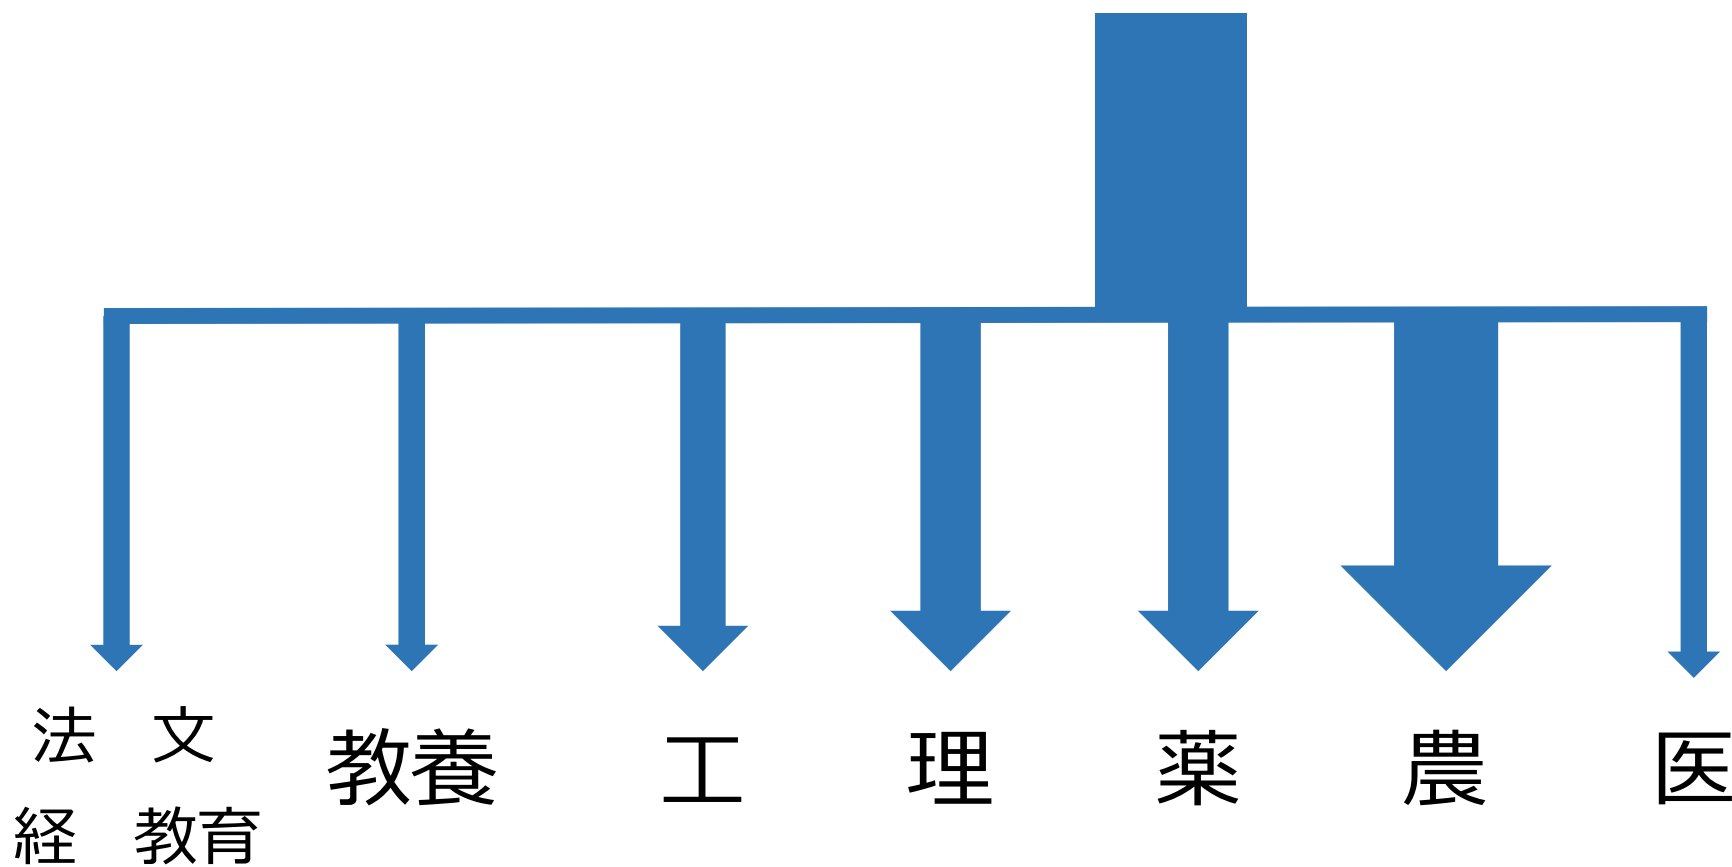 法 文
経 教育
教養
工
理
薬
農
医